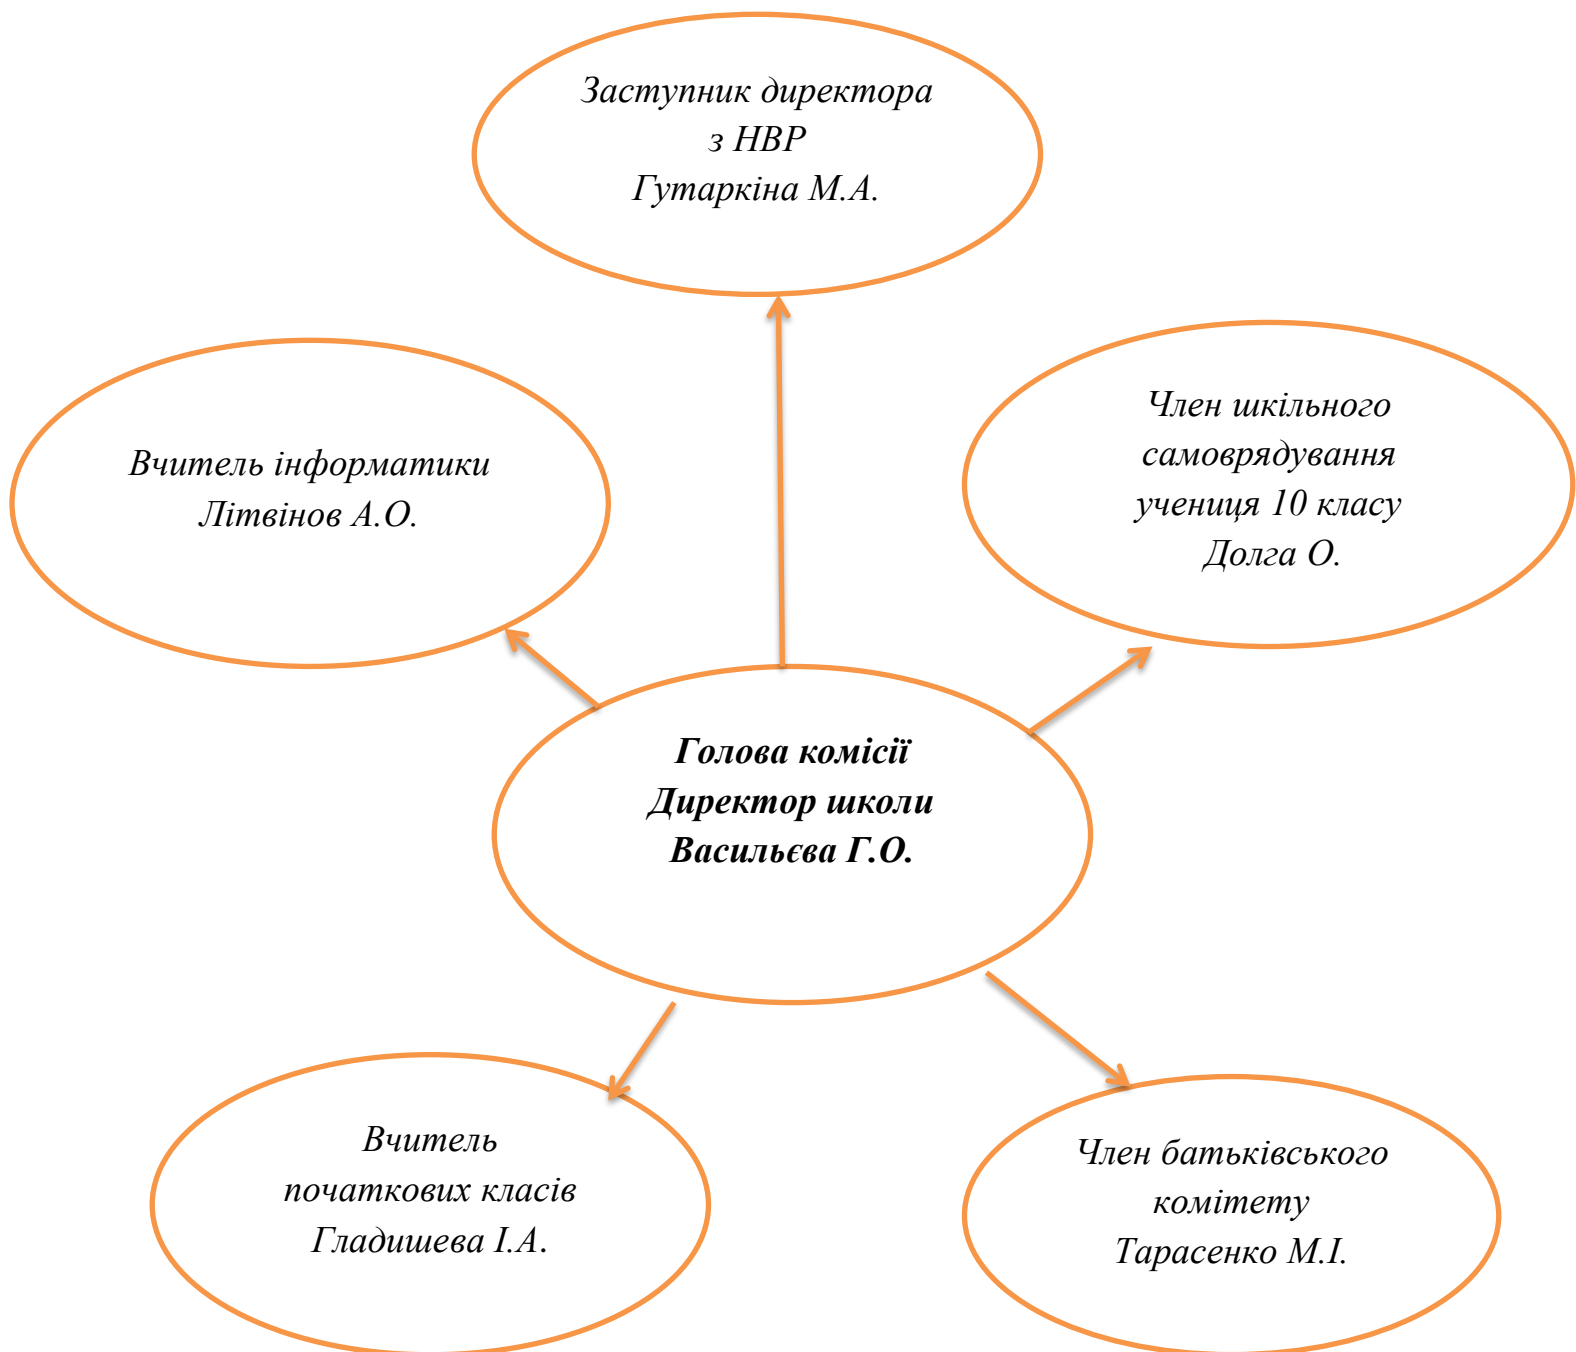 Заступник директора
з НВР
Гутаркіна М.А.
Вчитель інформатики
Літвінов А.О.
Член шкільного
самоврядування
учениця 10 класу
Долга О.
Голова комісії
Директор школи
Васильєва Г.О.
Вчитель
початкових класів
Гладишева І.А.
Член батьківського
комітету
Тарасенко М.І.